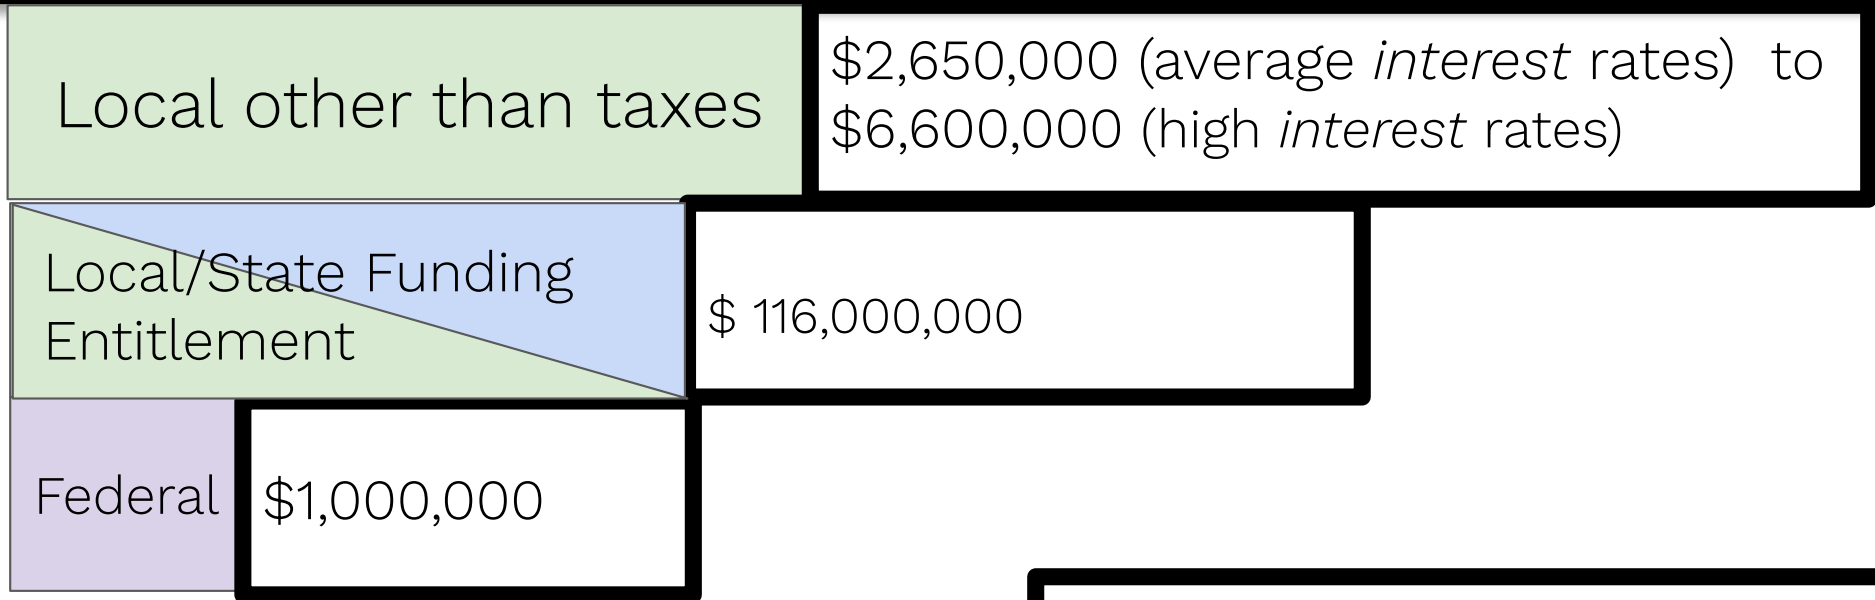 Local other than taxes
$2,650,000 (average interest rates)  to
$6,600,000 (high interest rates)
Local/State Funding
Entitlement
$ 116,000,000
Federal
$1,000,000